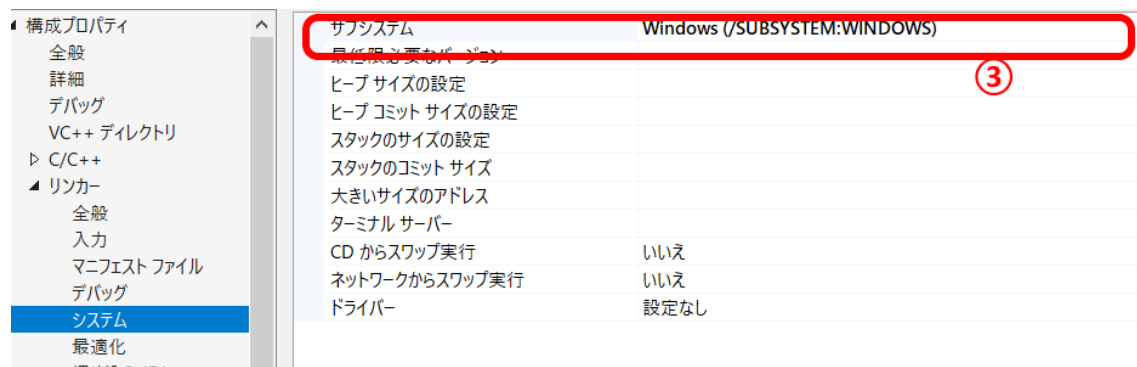 構成プロパティ
全般
詳細
デバッグ
VC++ ディレクトリ
C/C++
リンカー
全般
入力
マニフェスト ファイル
デバッグ
システム
最適化
サブシステム Windows (/SUBSYSTEM:WINDOWS)
最低限必要なバージョン
③
ヒープ サイズの設定
ヒープ コミット サイズの設定
スタックのサイズの設定
スタックのコミット サイズ
大きいサイズのアドレス
ターミナル サーバー
CD からスワップ実行 いいえ
ネットワークからスワップ実行 いいえ
ドライバー 設定なし